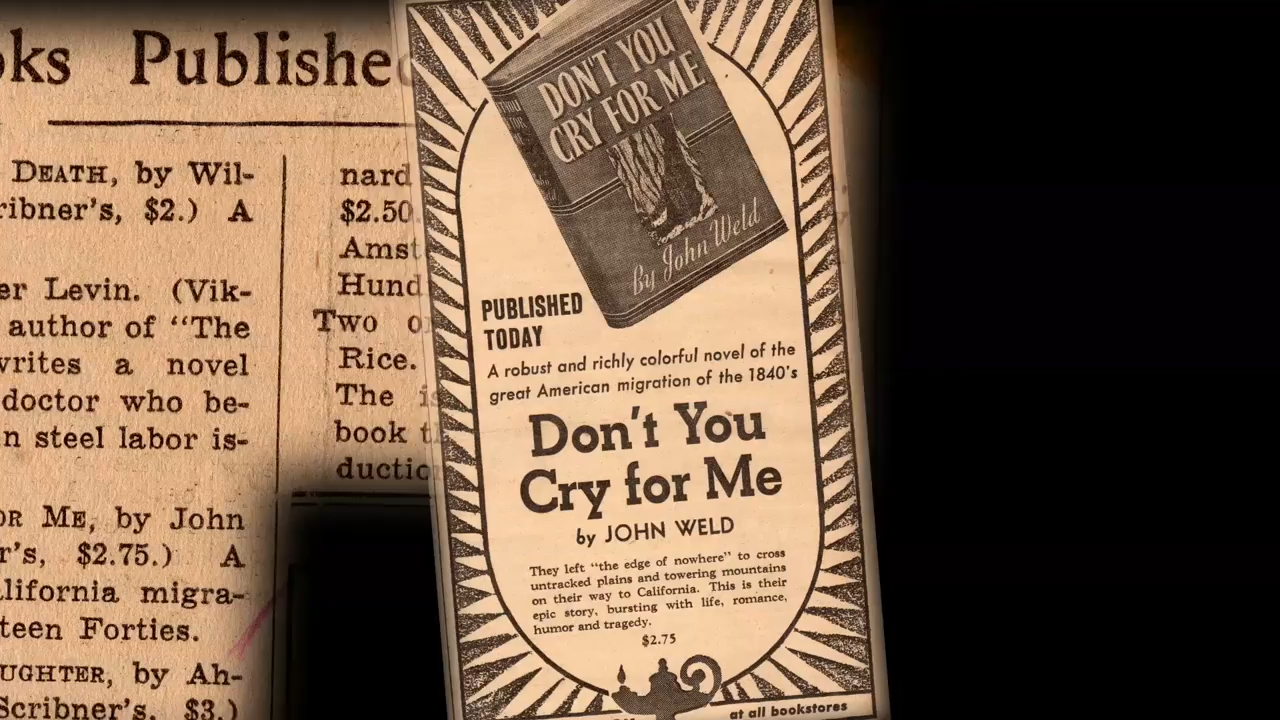 oks Published
DEATH, by Wil-
ribner's, $2.) A
er Levin. (Vik-
author of “The
writes a novel
doctor who be-
n steel labor is-
OR ME, by John
r's, $2.75.) A
lifornia migra-
teen Forties.
UGHTER, by Ah-
Scribner's, $3.)
nard
$2.50
Amst
Hund
Two o
Rice.
The i
book t
ductio
DON'T YOU
CRY FOR ME
By John Weld
PUBLISHED
TODAY
A robust and richly colorful novel of the
great American migration of the 1840's
Don't You
Cry for Me
by JOHN WELD
They left “the edge of nowhere” to cross
untracked plains and towering mountains
on their way to California. This is their
epic story, bursting with life, romance,
humor and tragedy.
$2.75
at all bookstores